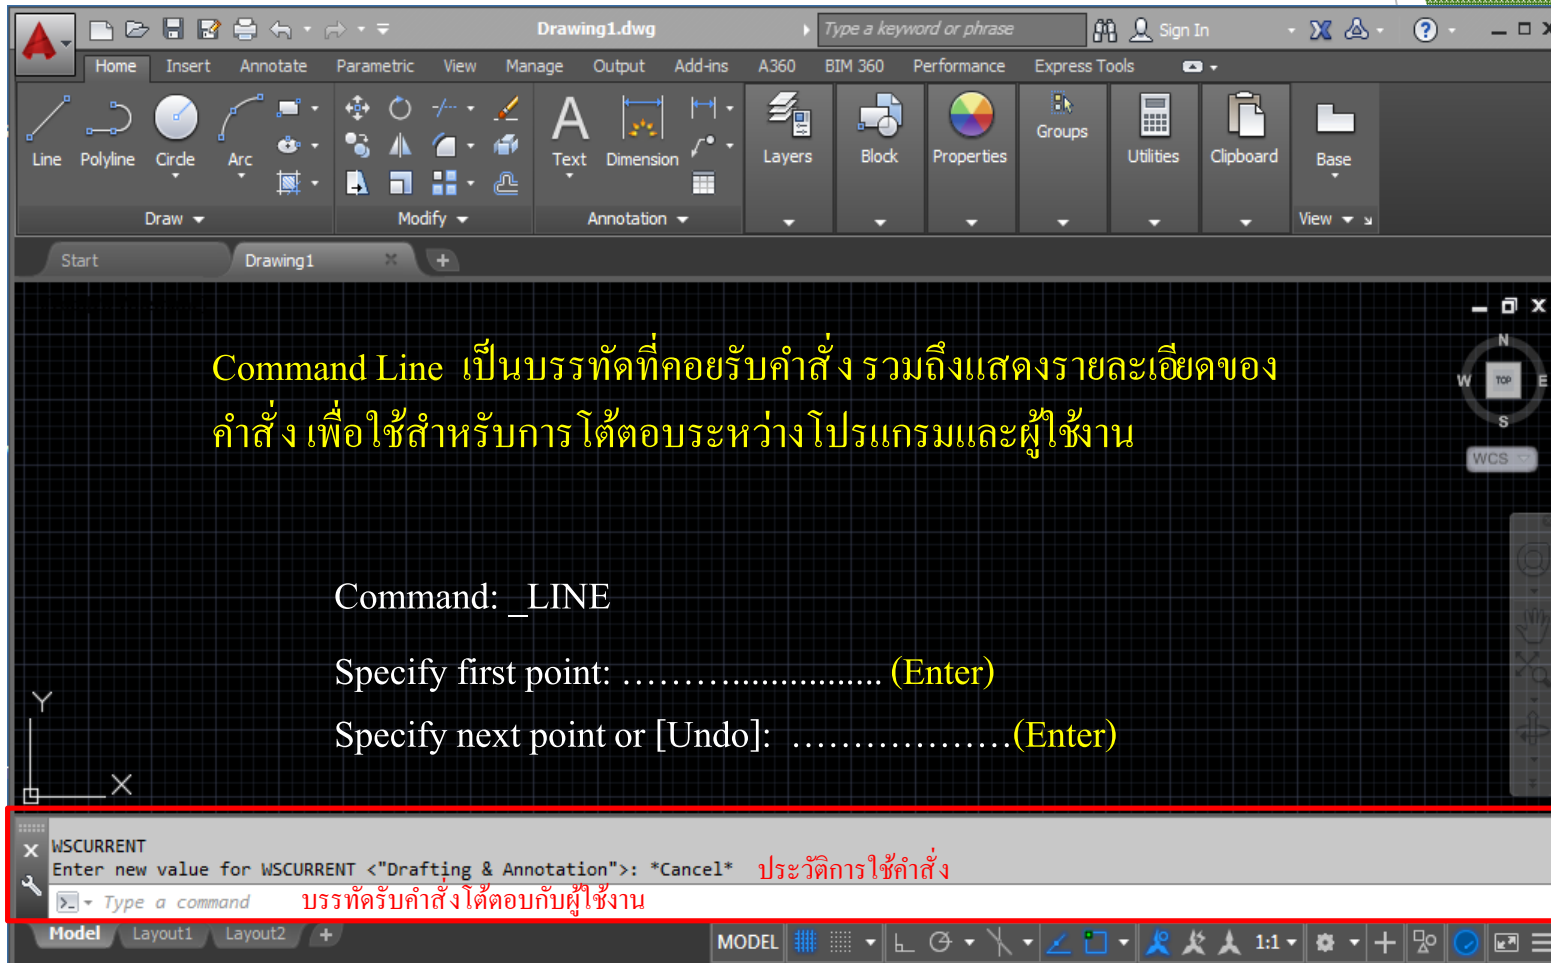 Drawing1.dwg
Type a keyword or phrase
Sign In
Home Insert Annotate Parametric View Manage Output Add-ins A360 BIM 360 Performance Express Tools
Line Polyline Circle Arc
Text Dimension
Layers Block Properties Groups Utilities Clipboard Base
Draw Modify Annotation View
Start Drawing1
Command Line เป็นบรรทัดที่คอยรับคำสั่ง รวมถึงแสดงรายละเอียดของ
คำสั่ง เพื่อใช้สำหรับการโต้ตอบระหว่างโปรแกรมและผู้ใช้งาน
N
W TOP E
S
WCS
Command: _LINE
Specify first point: ………................. (Enter)
Specify next point or [Undo]: ………………(Enter)
Y
X
WSCURRENT
Enter new value for WSCURRENT <"Drafting & Annotation">: *Cancel* ประวัติการใช้คำสั่ง
Type a command บรรทัดรับคำสั่งโต้ตอบกับผู้ใช้งาน
Model Layout1 Layout2 +
MODEL 1:1